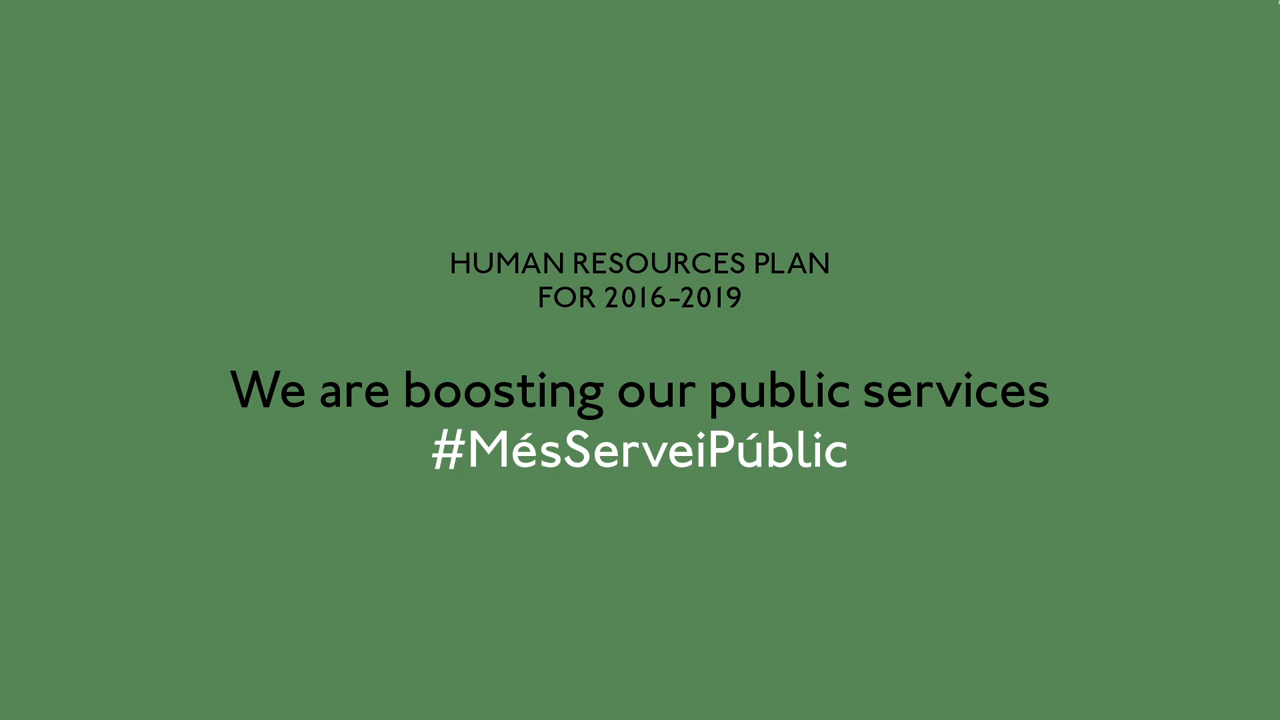 HUMAN RESOURCES PLAN
FOR 2016-2019
We are boosting our public services
#MésServeiPúblic